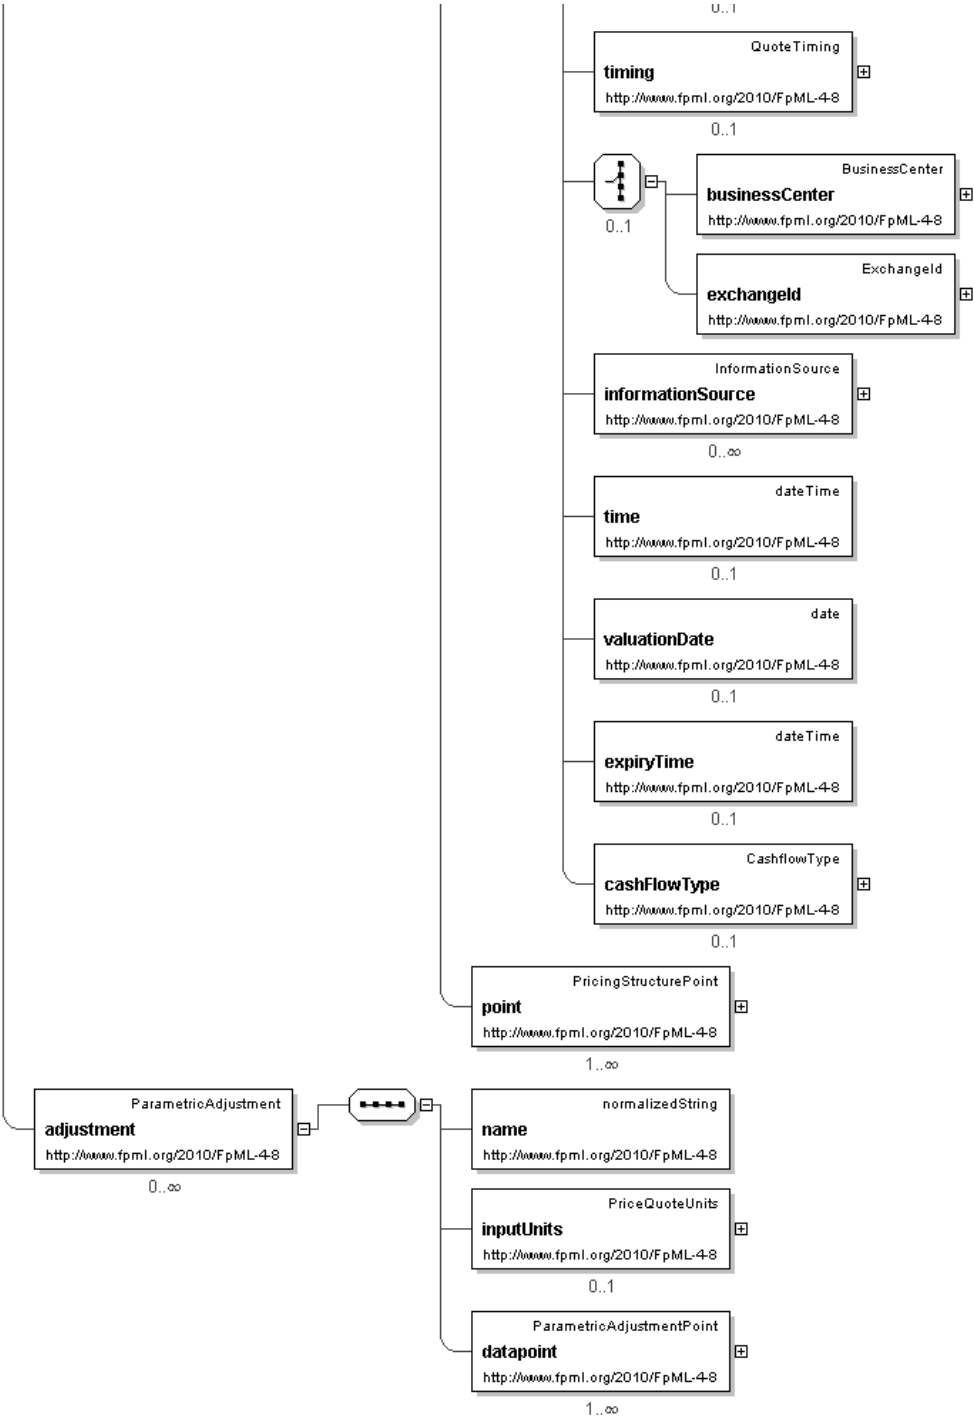 0..1
QuoteTiming
timing
http://www.fpml.org/2010/FpML-4-8
0..1
BusinessCenter
businessCenter
http://www.fpml.org/2010/FpML-4-8
0..1
ExchangeId
exchangeId
http://www.fpml.org/2010/FpML-4-8
InformationSource
informationSource
http://www.fpml.org/2010/FpML-4-8
0..∞
dateTime
time
http://www.fpml.org/2010/FpML-4-8
0..1
date
valuationDate
http://www.fpml.org/2010/FpML-4-8
0..1
dateTime
expiryTime
http://www.fpml.org/2010/FpML-4-8
0..1
CashflowType
cashFlowType
http://www.fpml.org/2010/FpML-4-8
0..1
PricingStructurePoint
point
http://www.fpml.org/2010/FpML-4-8
1..∞
ParametricAdjustment
adjustment
http://www.fpml.org/2010/FpML-4-8
0..∞
normalizedString
name
http://www.fpml.org/2010/FpML-4-8
PriceQuoteUnits
inputUnits
http://www.fpml.org/2010/FpML-4-8
0..1
ParametricAdjustmentPoint
datapoint
http://www.fpml.org/2010/FpML-4-8
1..∞